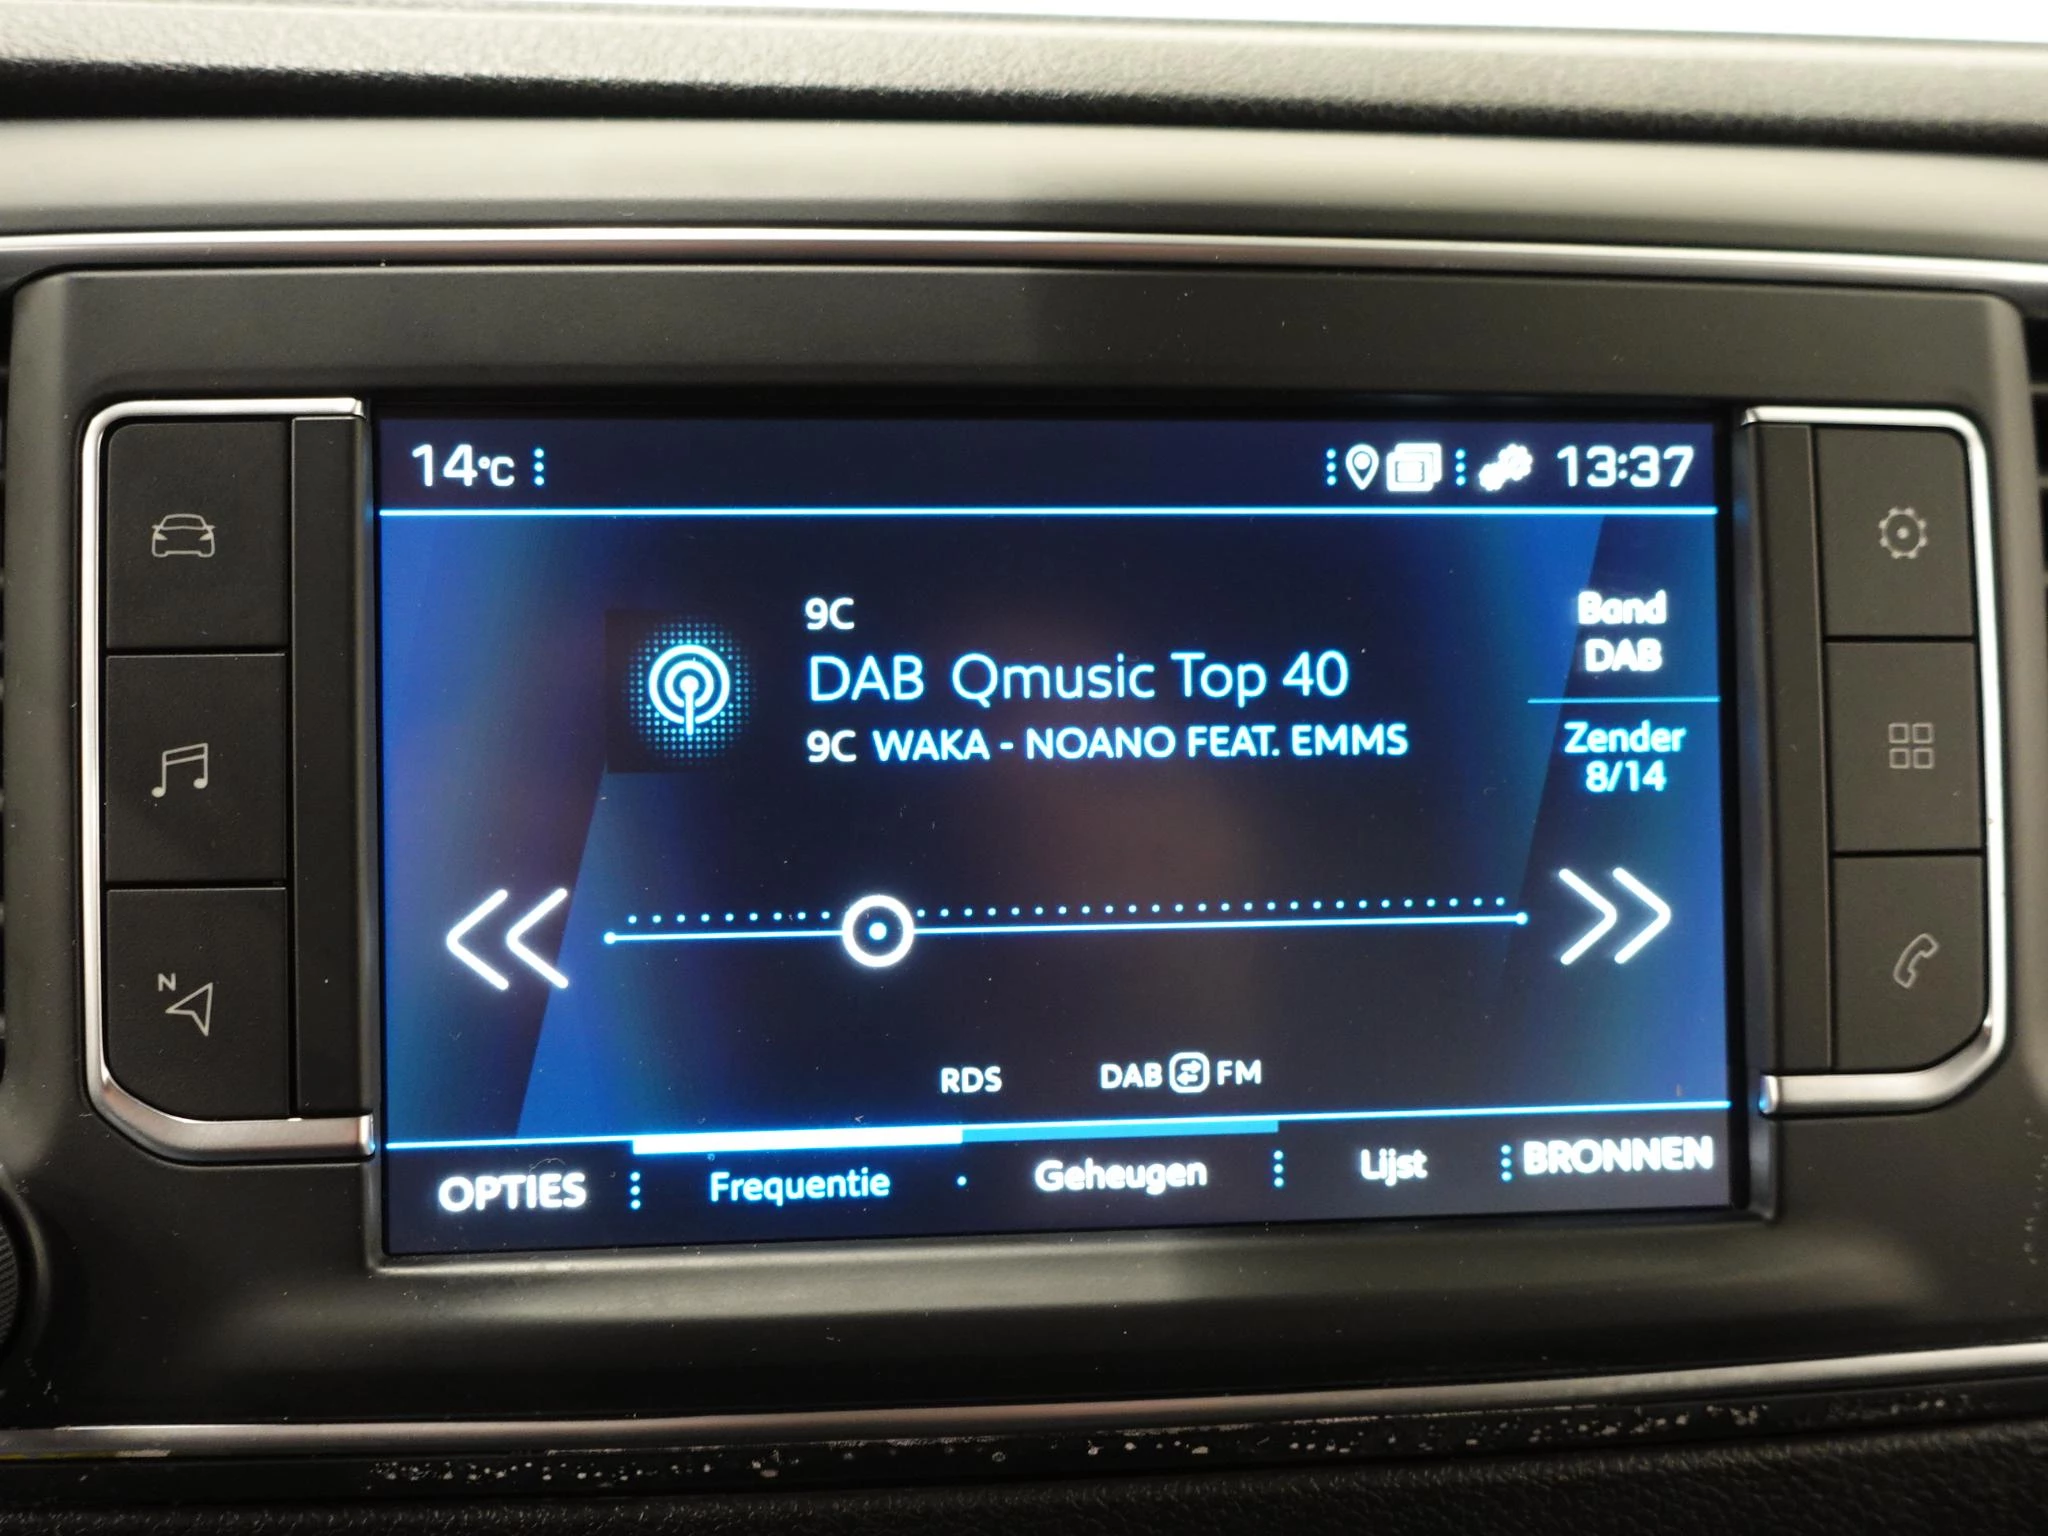 14°C
13:37
9C
DAB Qmusic Top 40
9C WAKA - NOANO FEAT. EMMS
Band
DAB
Zender
8/14
N
RDS
DAB FM
OPTIES
Frequentie
Geheugen
Lijst
BRONNEN